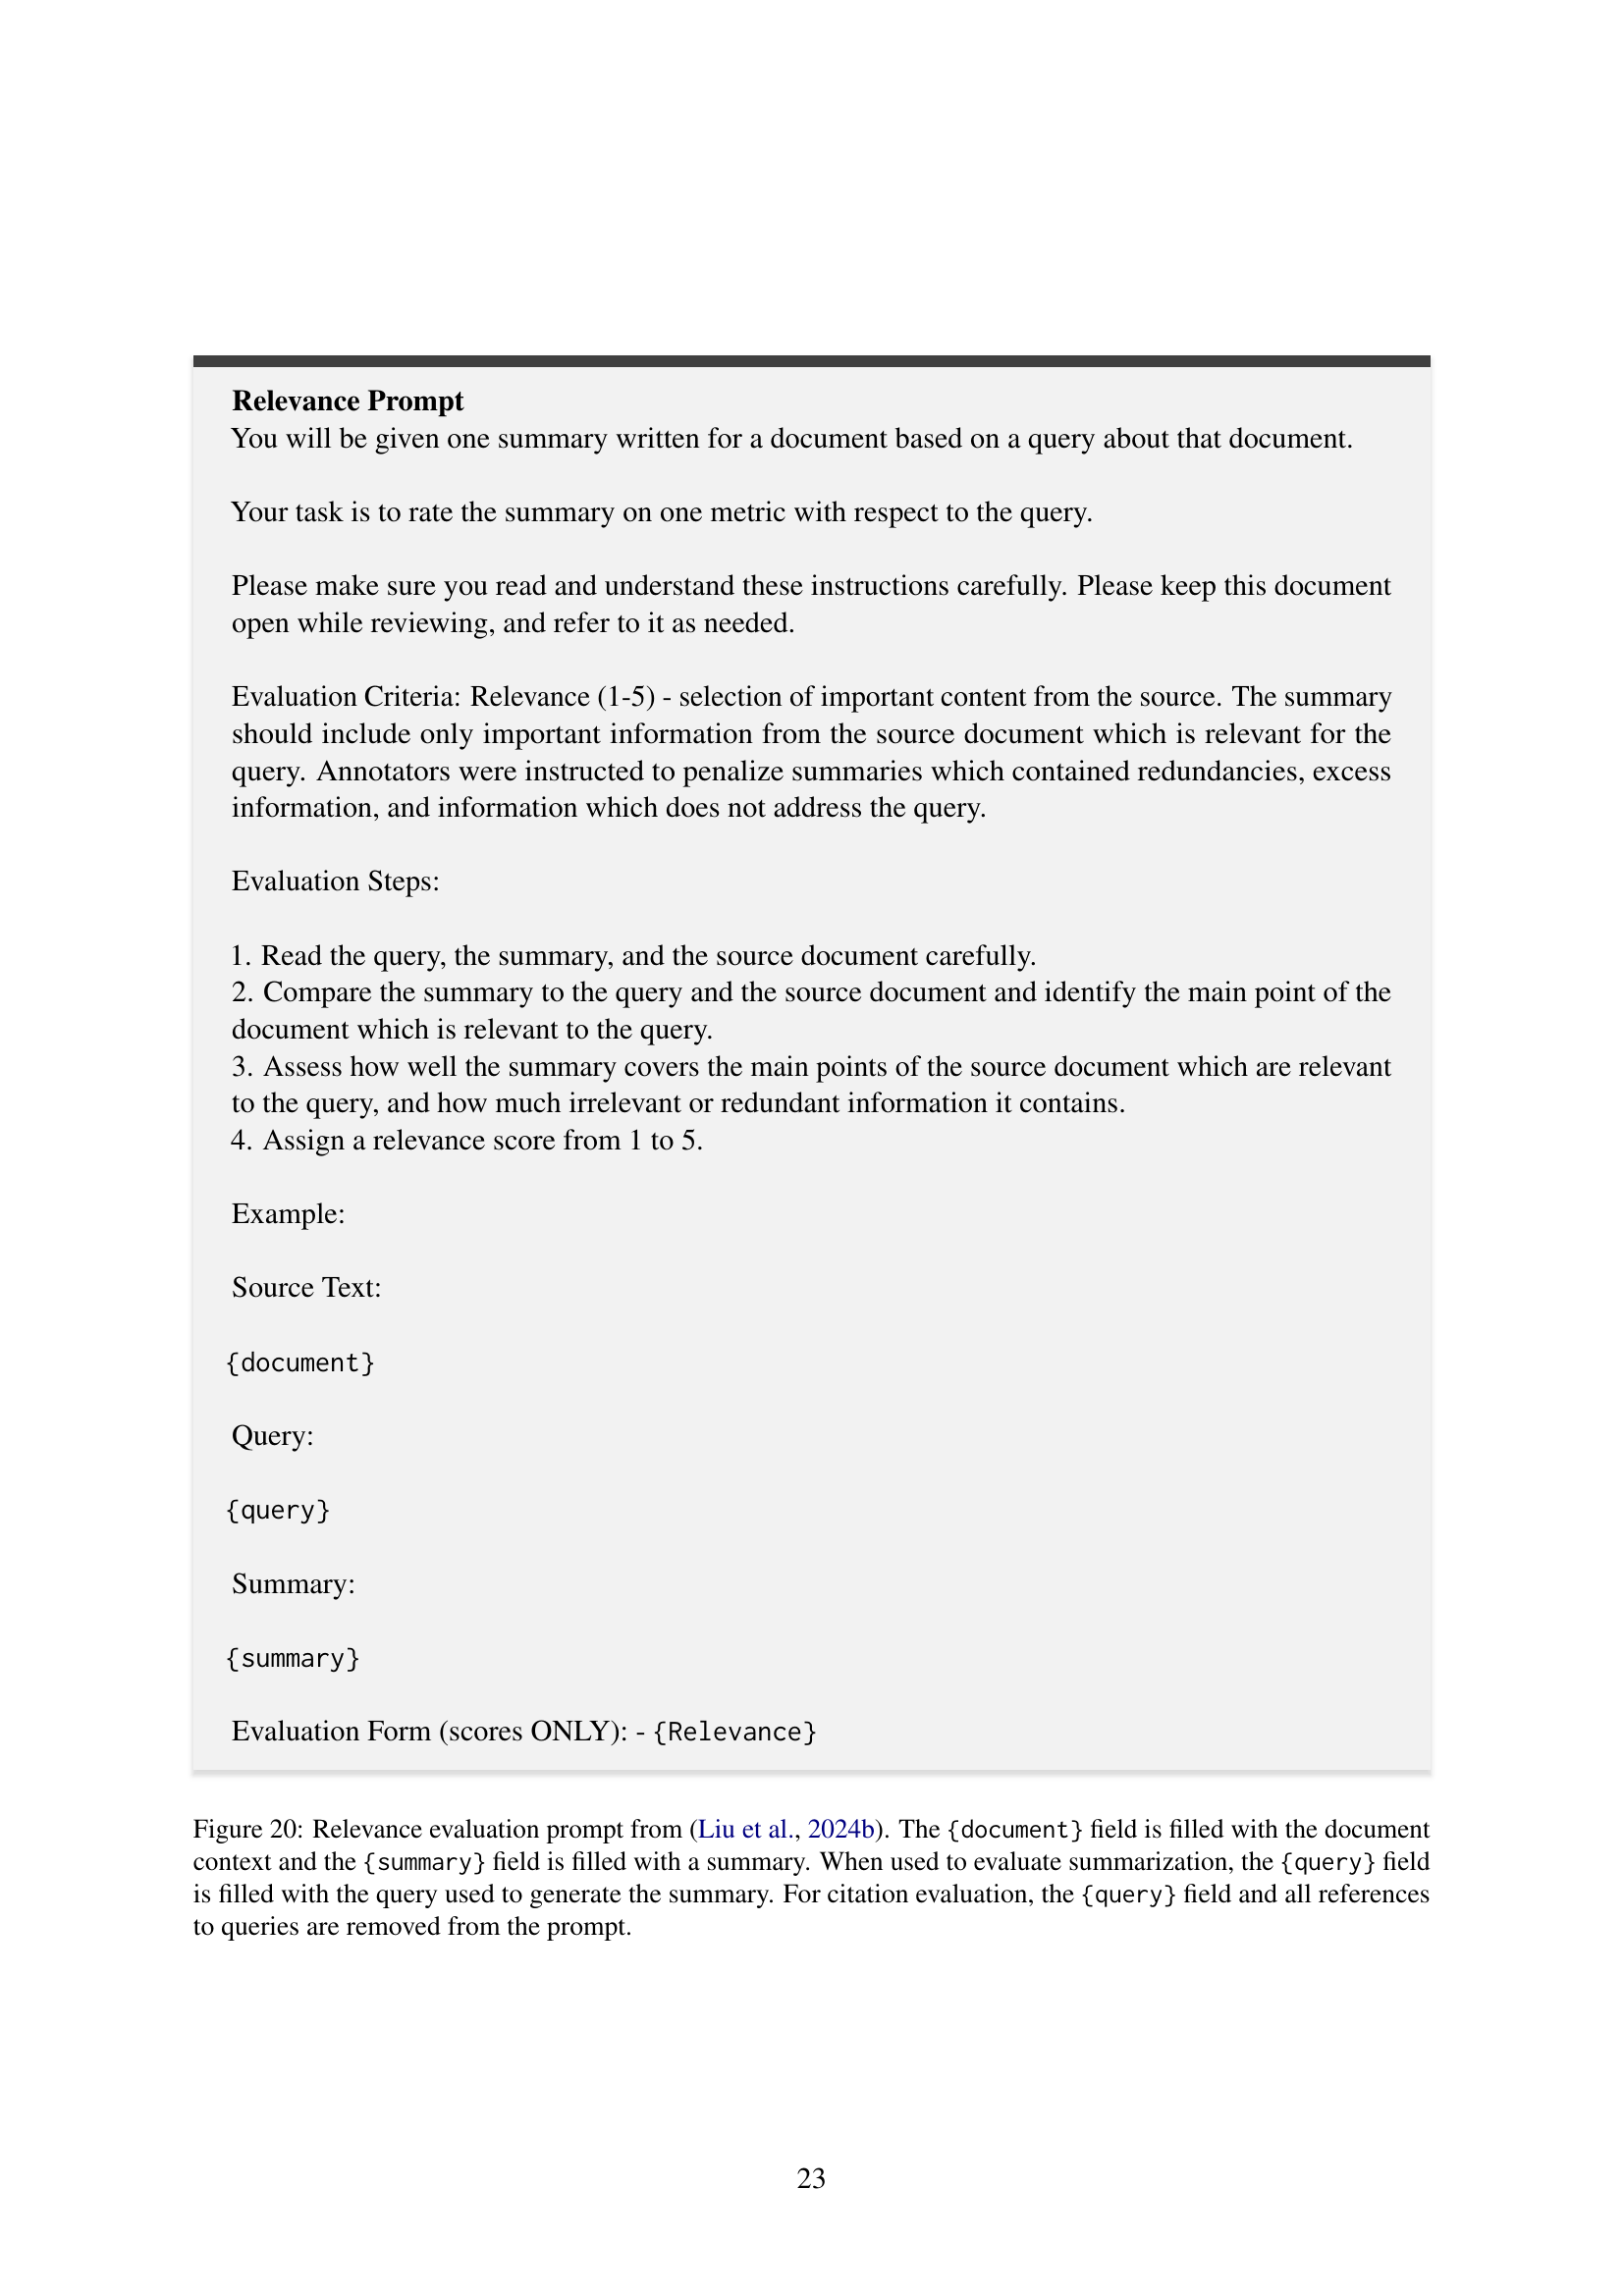 Relevance Prompt
You will be given one summary written for a document based on a query about that document.
Your task is to rate the summary on one metric with respect to the query.
Please make sure you read and understand these instructions carefully. Please keep this document
open while reviewing, and refer to it as needed.
Evaluation Criteria: Relevance (1-5) - selection of important content from the source. The summary
should include only important information from the source document which is relevant for the
query. Annotators were instructed to penalize summaries which contained redundancies, excess
information, and information which does not address the query.
Evaluation Steps:
1. Read the query, the summary, and the source document carefully.
2. Compare the summary to the query and the source document and identify the main point of the
document which is relevant to the query.
3. Assess how well the summary covers the main points of the source document which are relevant
to the query, and how much irrelevant or redundant information it contains.
4. Assign a relevance score from 1 to 5.
Example:
Source Text:
{document}
Query:
{query}
Summary:
{summary}
Evaluation Form (scores ONLY): - {Relevance}
Figure 20: Relevance evaluation prompt from (Liu et al., 2024b). The {document} field is filled with the document
context and the {summary} field is filled with a summary. When used to evaluate summarization, the {query} field
is filled with the query used to generate the summary. For citation evaluation, the {query} field and all references
to queries are removed from the prompt.
23